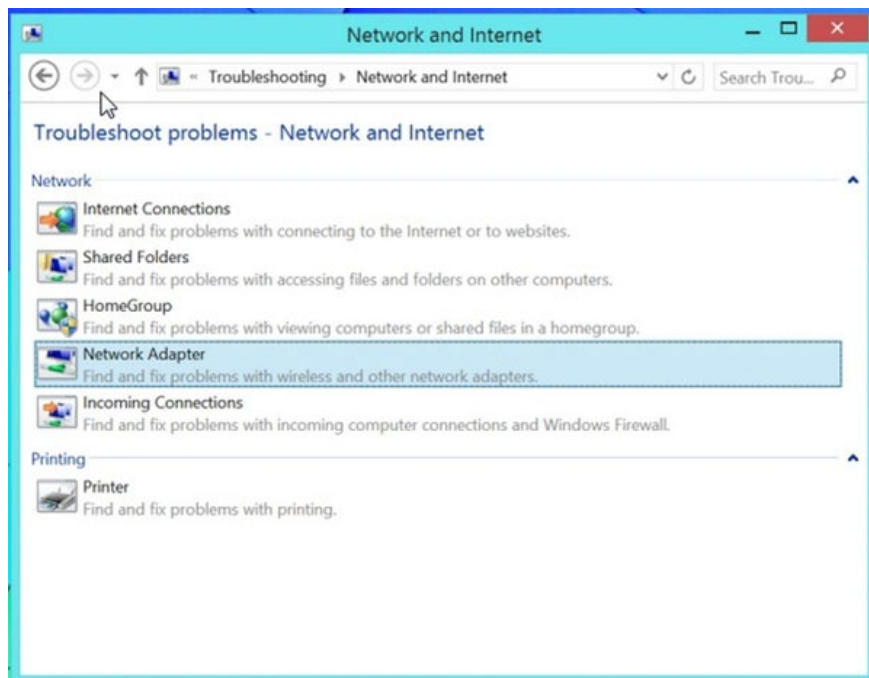 Network and Internet
« Troubleshooting ▸ Network and Internet
Search Trou...
Troubleshoot problems - Network and Internet
Network
Internet Connections
Find and fix problems with connecting to the Internet or to websites.
Shared Folders
Find and fix problems with accessing files and folders on other computers.
HomeGroup
Find and fix problems with viewing computers or shared files in a homegroup.
Network Adapter
Find and fix problems with wireless and other network adapters.
Incoming Connections
Find and fix problems with incoming computer connections and Windows Firewall.
Printing
Printer
Find and fix problems with printing.